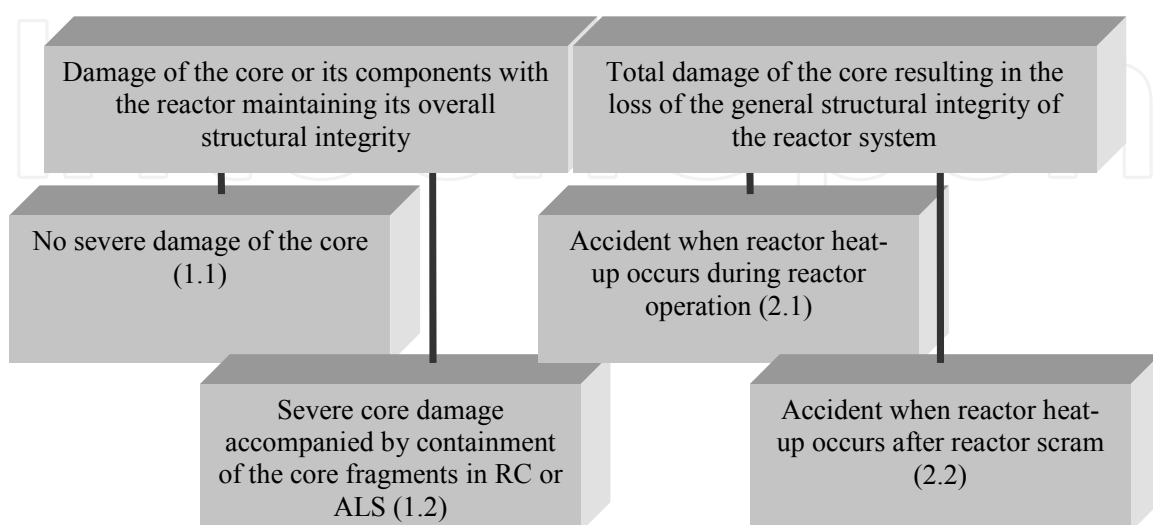 Damage of the core or its components with
the reactor maintaining its overall
structural integrity
Total damage of the core resulting in the
loss of the general structural integrity of
the reactor system
No severe damage of the core
(1.1)
Accident when reactor heat-
up occurs during reactor
operation (2.1)
Severe core damage
accompanied by containment
of the core fragments in RC or
ALS (1.2)
Accident when reactor heat-
up occurs after reactor scram
(2.2)